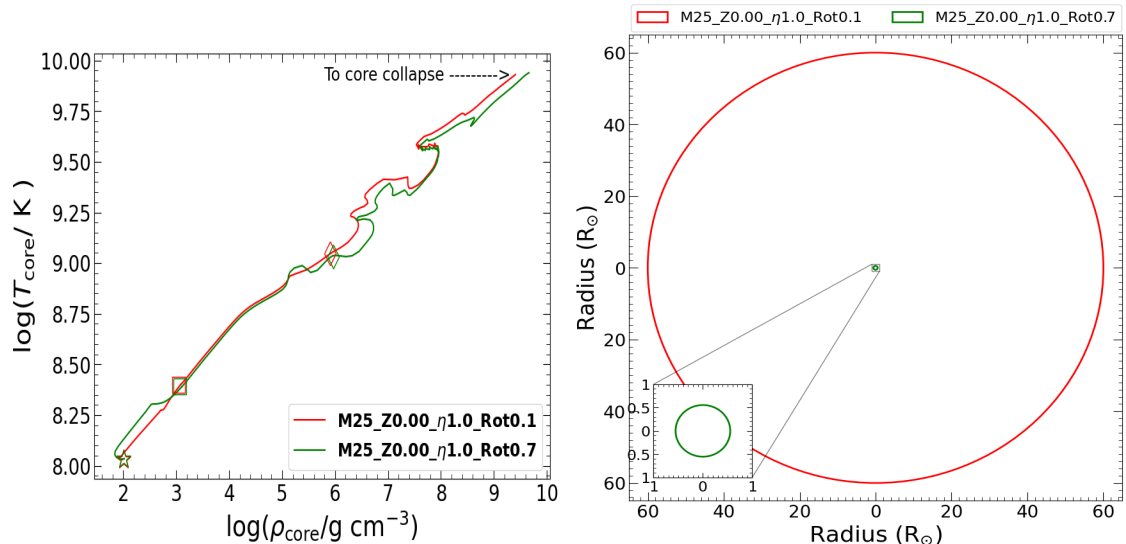 M25_Z0.00_η1.0_Rot0.1
M25_Z0.00_η1.0_Rot0.7
To core collapse -------->
10.00
9.75
9.50
9.25
9.00
8.75
8.50
8.25
8.00
log(T_core/ K )
M25_Z0.00_η1.0_Rot0.1
M25_Z0.00_η1.0_Rot0.7
2 3 4 5 6 7 8 9 10
log(ρ_core/g cm⁻³)
60
40
20
0
20
40
60
Radius (R⊙)
1
0.5
0
0.5
1
1 0 1
60 40 20 0 20 40 60
Radius (R⊙)